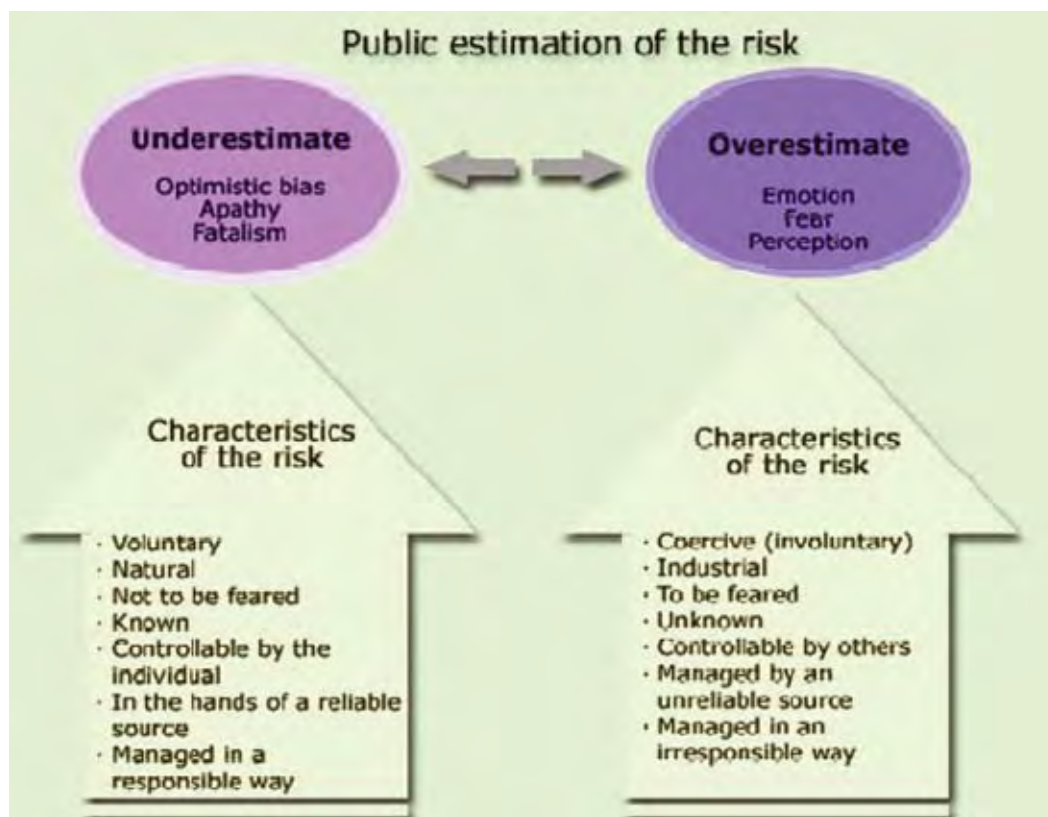 Public estimation of the risk
Underestimate
Optimistic bias
Apathy
Fatalism
Overestimate
Emotion
Fear
Perception
Characteristics
of the risk
· Voluntary
· Natural
· Not to be feared
· Known
· Controllable by the
individual
· In the hands of a reliable
source
· Managed in a
responsible way
Characteristics
of the risk
· Coercive (involuntary)
· Industrial
· To be feared
· Unknown
· Controllable by others
· Managed by an
unreliable source
· Managed in an
irresponsible way